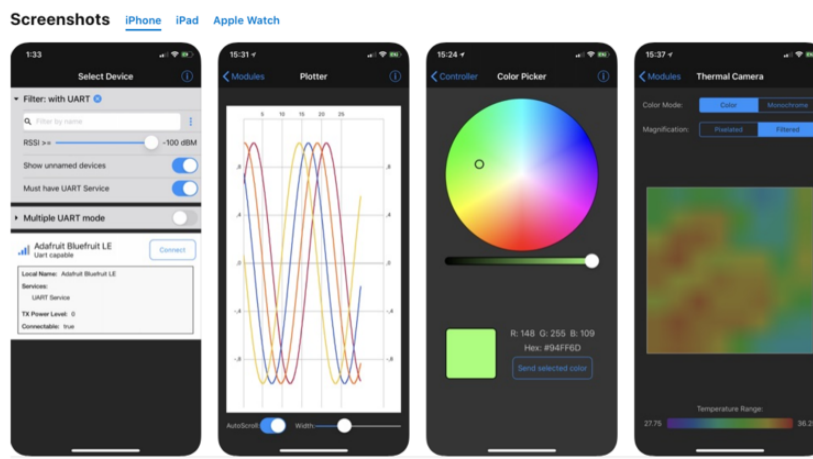 Screenshots iPhone iPad Apple Watch
1:33
Select Device
Filter: with UART
Filter by name
RSSI >= -100 dBM
Show unnamed devices
Must have UART Service
Multiple UART mode
Adafruit Bluefruit LE
Uart capable
Connect
Local Name: Adafruit Bluefruit LE
Services:
UART Service
TX Power Level: 0
Connectable: true
15:31
Modules Plotter
5 10 15 20 25
AutoScroll: Width:
15:24
Controller Color Picker
R: 148 G: 255 B: 109
Hex: #94FF6D
Send selected color
15:37
Modules Thermal Camera
Color Mode: Color Monochrome
Magnification: Pixelated Filtered
Temperature Range:
27.75